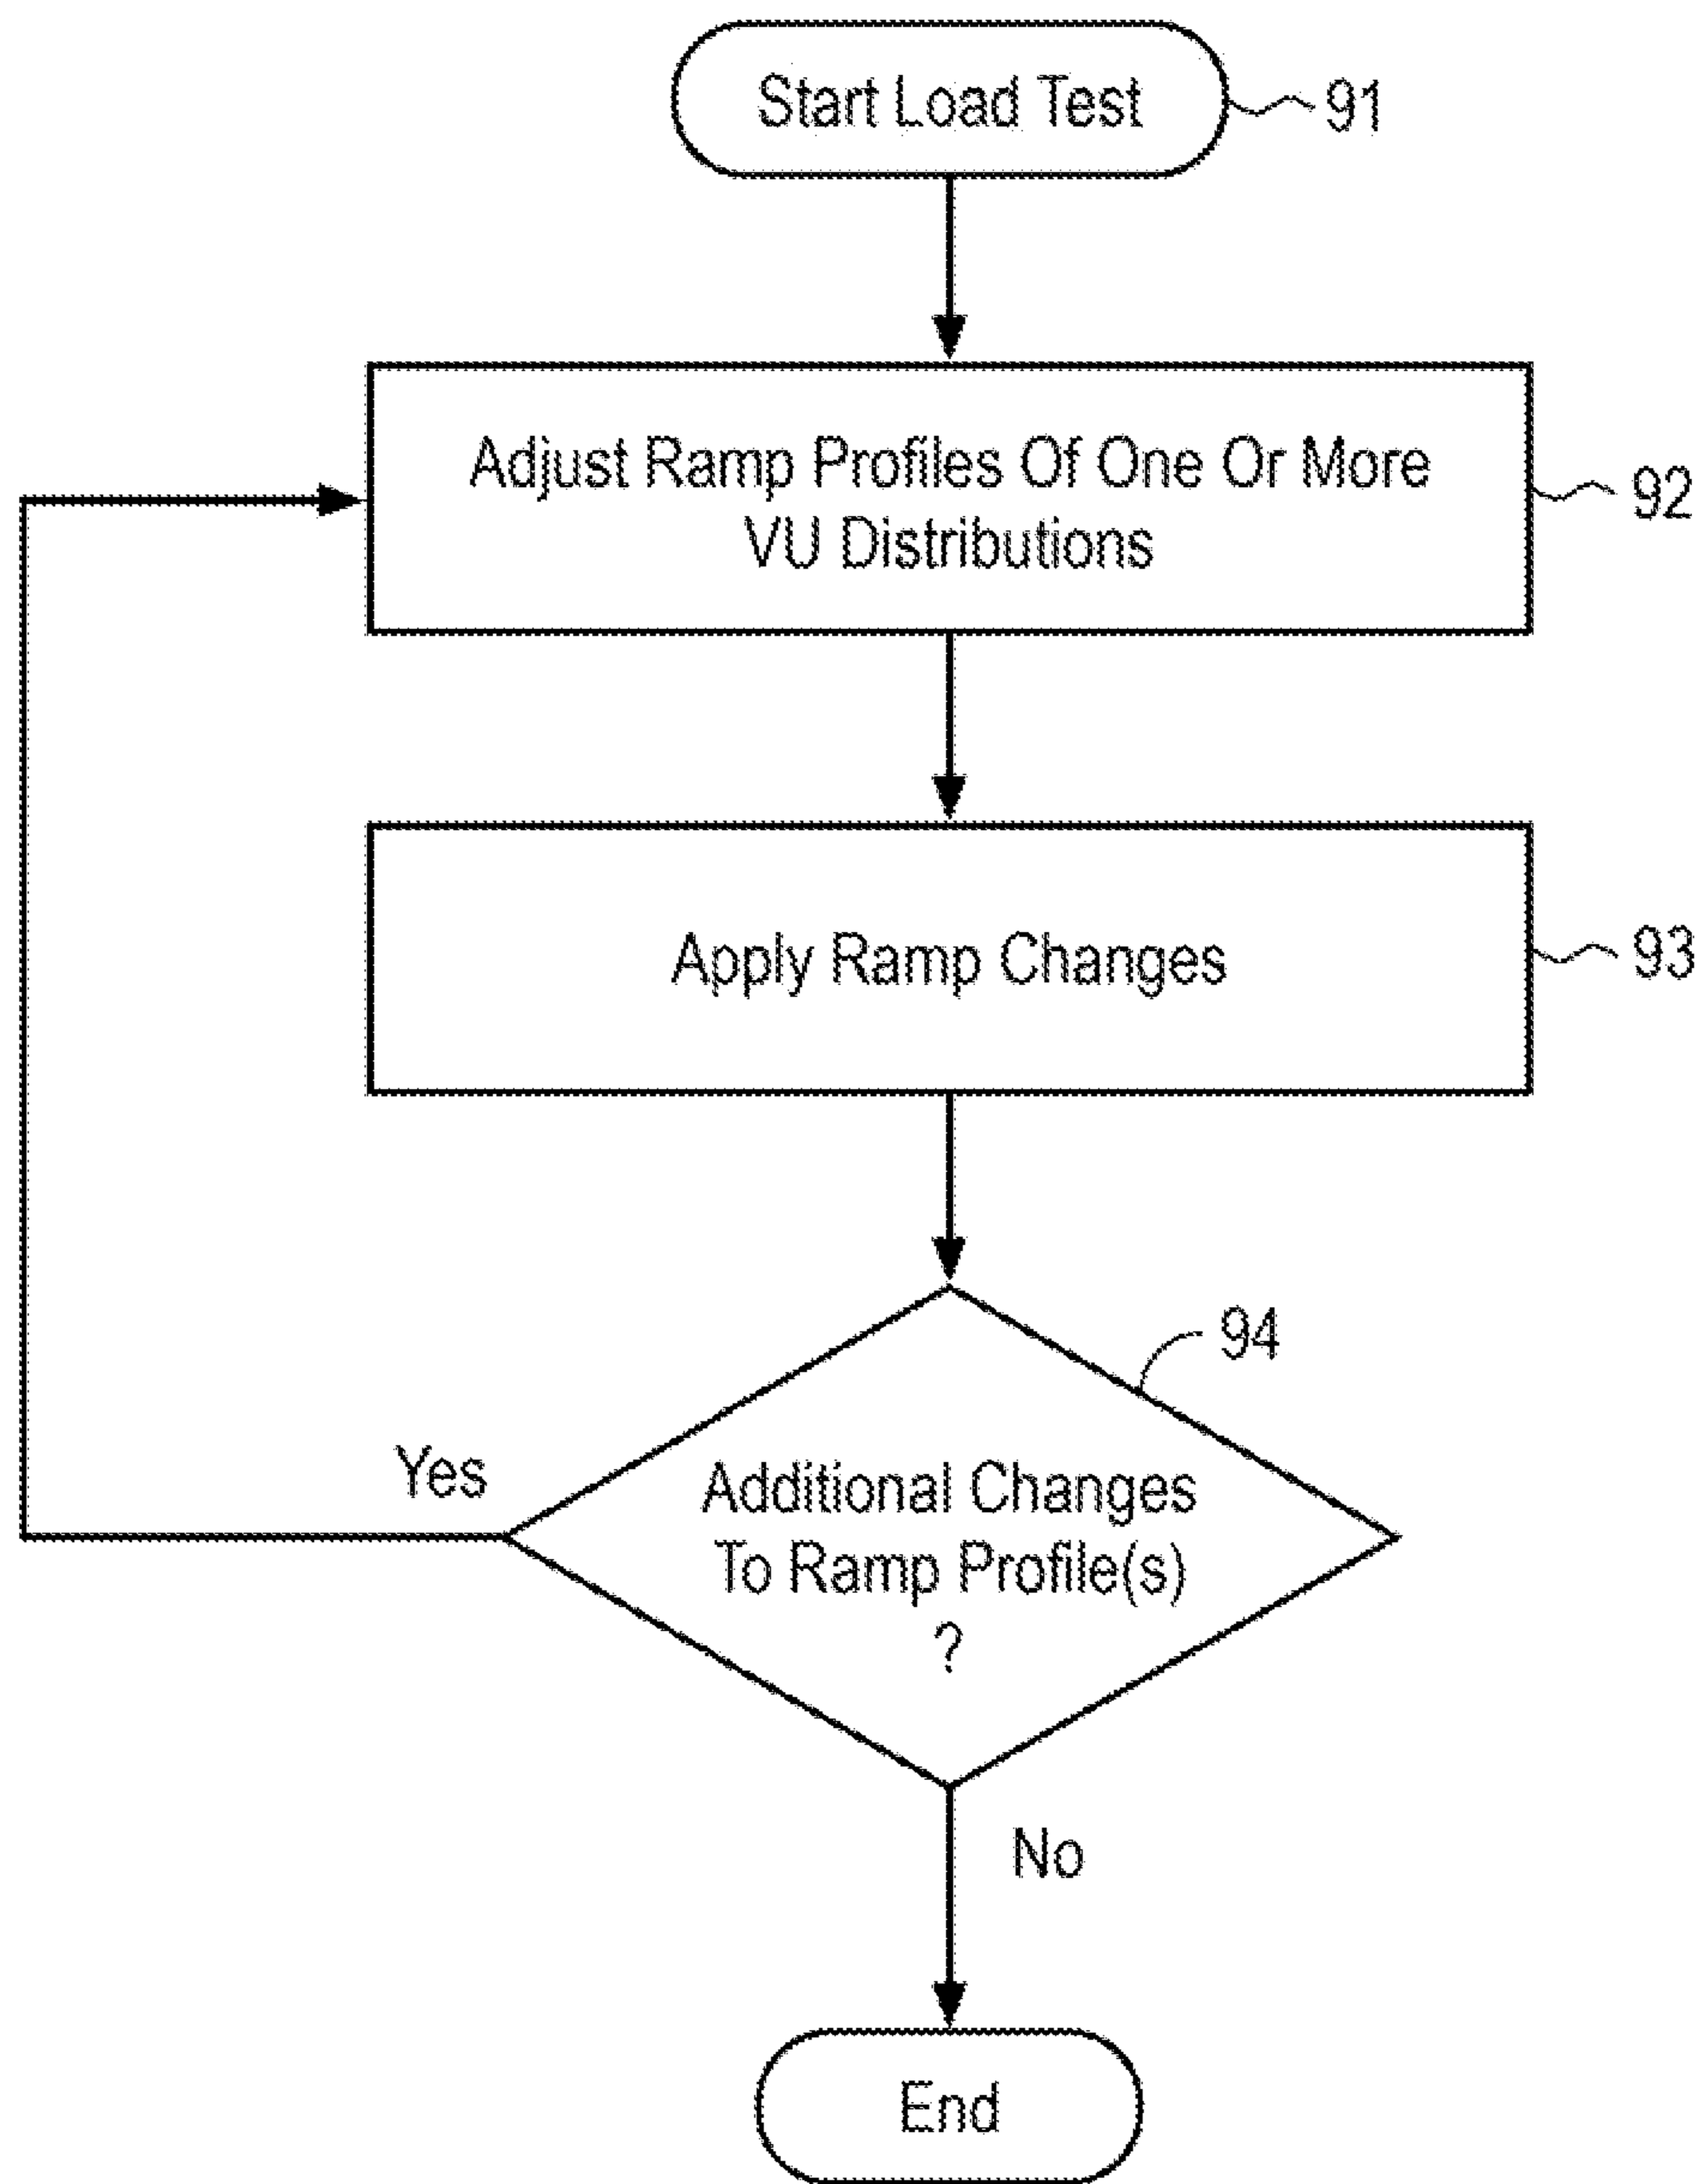 Start Load Test
91
Adjust Ramp Profiles Of One Or More
VU Distributions
92
Apply Ramp Changes
93
94
Yes
Additional Changes
To Ramp Profile(s)
?
No
End